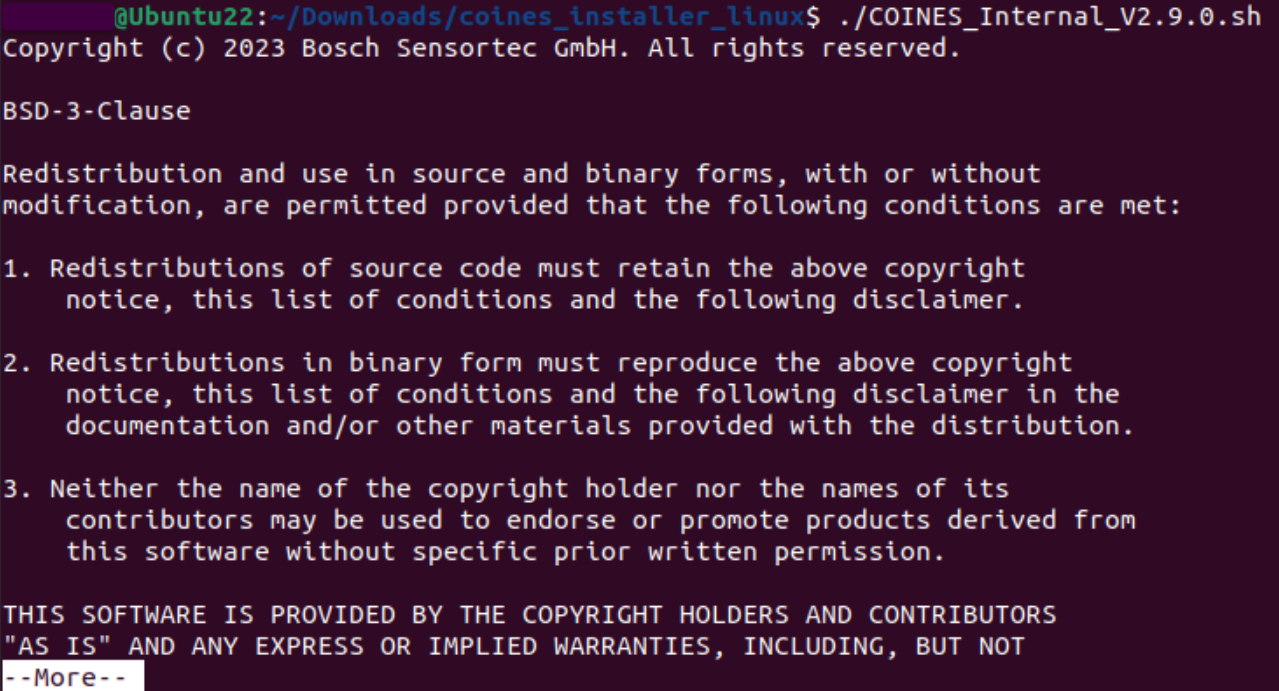 @Ubuntu22:~/Downloads/coines_installer_linux$ ./COINES_Internal_V2.9.0.sh
Copyright (c) 2023 Bosch Sensortec GmbH. All rights reserved.
BSD-3-Clause
Redistribution and use in source and binary forms, with or without
modification, are permitted provided that the following conditions are met:
1. Redistributions of source code must retain the above copyright
notice, this list of conditions and the following disclaimer.
2. Redistributions in binary form must reproduce the above copyright
notice, this list of conditions and the following disclaimer in the
documentation and/or other materials provided with the distribution.
3. Neither the name of the copyright holder nor the names of its
contributors may be used to endorse or promote products derived from
this software without specific prior written permission.
THIS SOFTWARE IS PROVIDED BY THE COPYRIGHT HOLDERS AND CONTRIBUTORS
"AS IS" AND ANY EXPRESS OR IMPLIED WARRANTIES, INCLUDING, BUT NOT
--More--